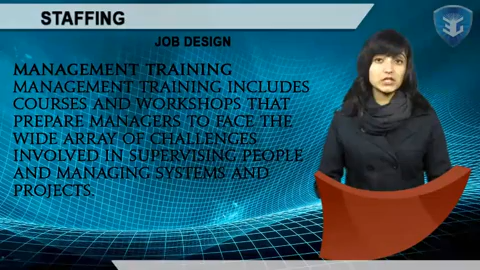 STAFFING
JOB DESIGN
MANAGEMENT TRAINING
MANAGEMENT TRAINING INCLUDES
COURSES AND WORKSHOPS THAT
PREPARE MANAGERS TO FACE THE
WIDE ARRAY OF CHALLENGES
INVOLVED IN SUPERVISING PEOPLE
AND MANAGING SYSTEMS AND
PROJECTS.